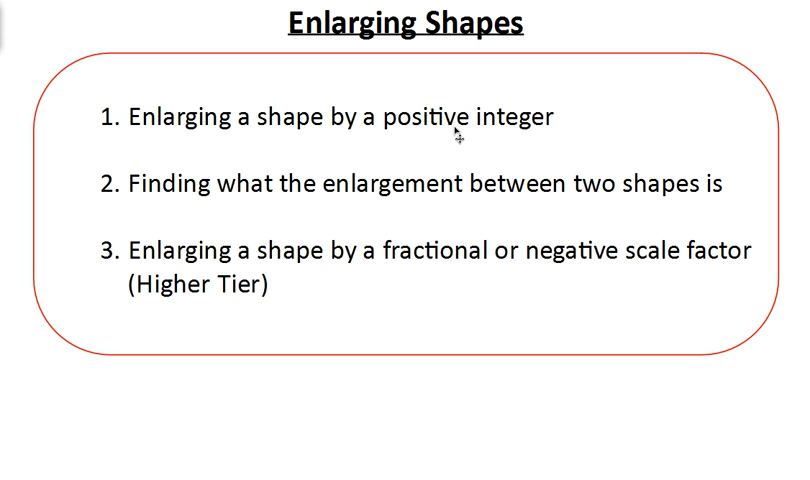 Enlarging Shapes
1. Enlarging a shape by a positive integer
2. Finding what the enlargement between two shapes is
3. Enlarging a shape by a fractional or negative scale factor
(Higher Tier)